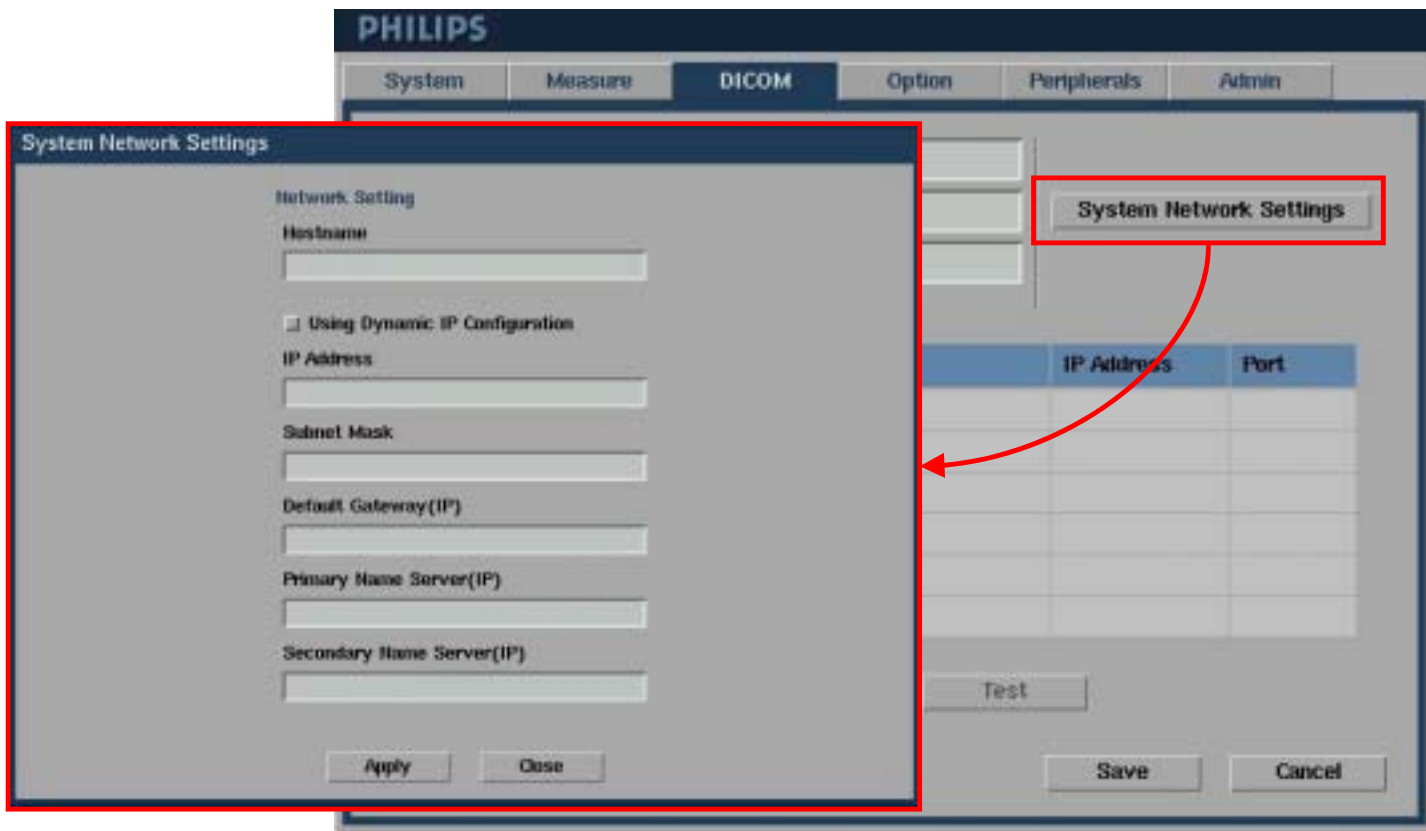 PHILIPS
System Measure DICOM Option Peripherals Admin
System Network Settings
Network Setting
Hostname
Using Dynamic IP Configuration
IP Address
Subnet Mask
Default Gateway(IP)
Primary Name Server(IP)
Secondary Name Server(IP)
Apply Close
System Network Settings
IP Address Port
Test
Save Cancel